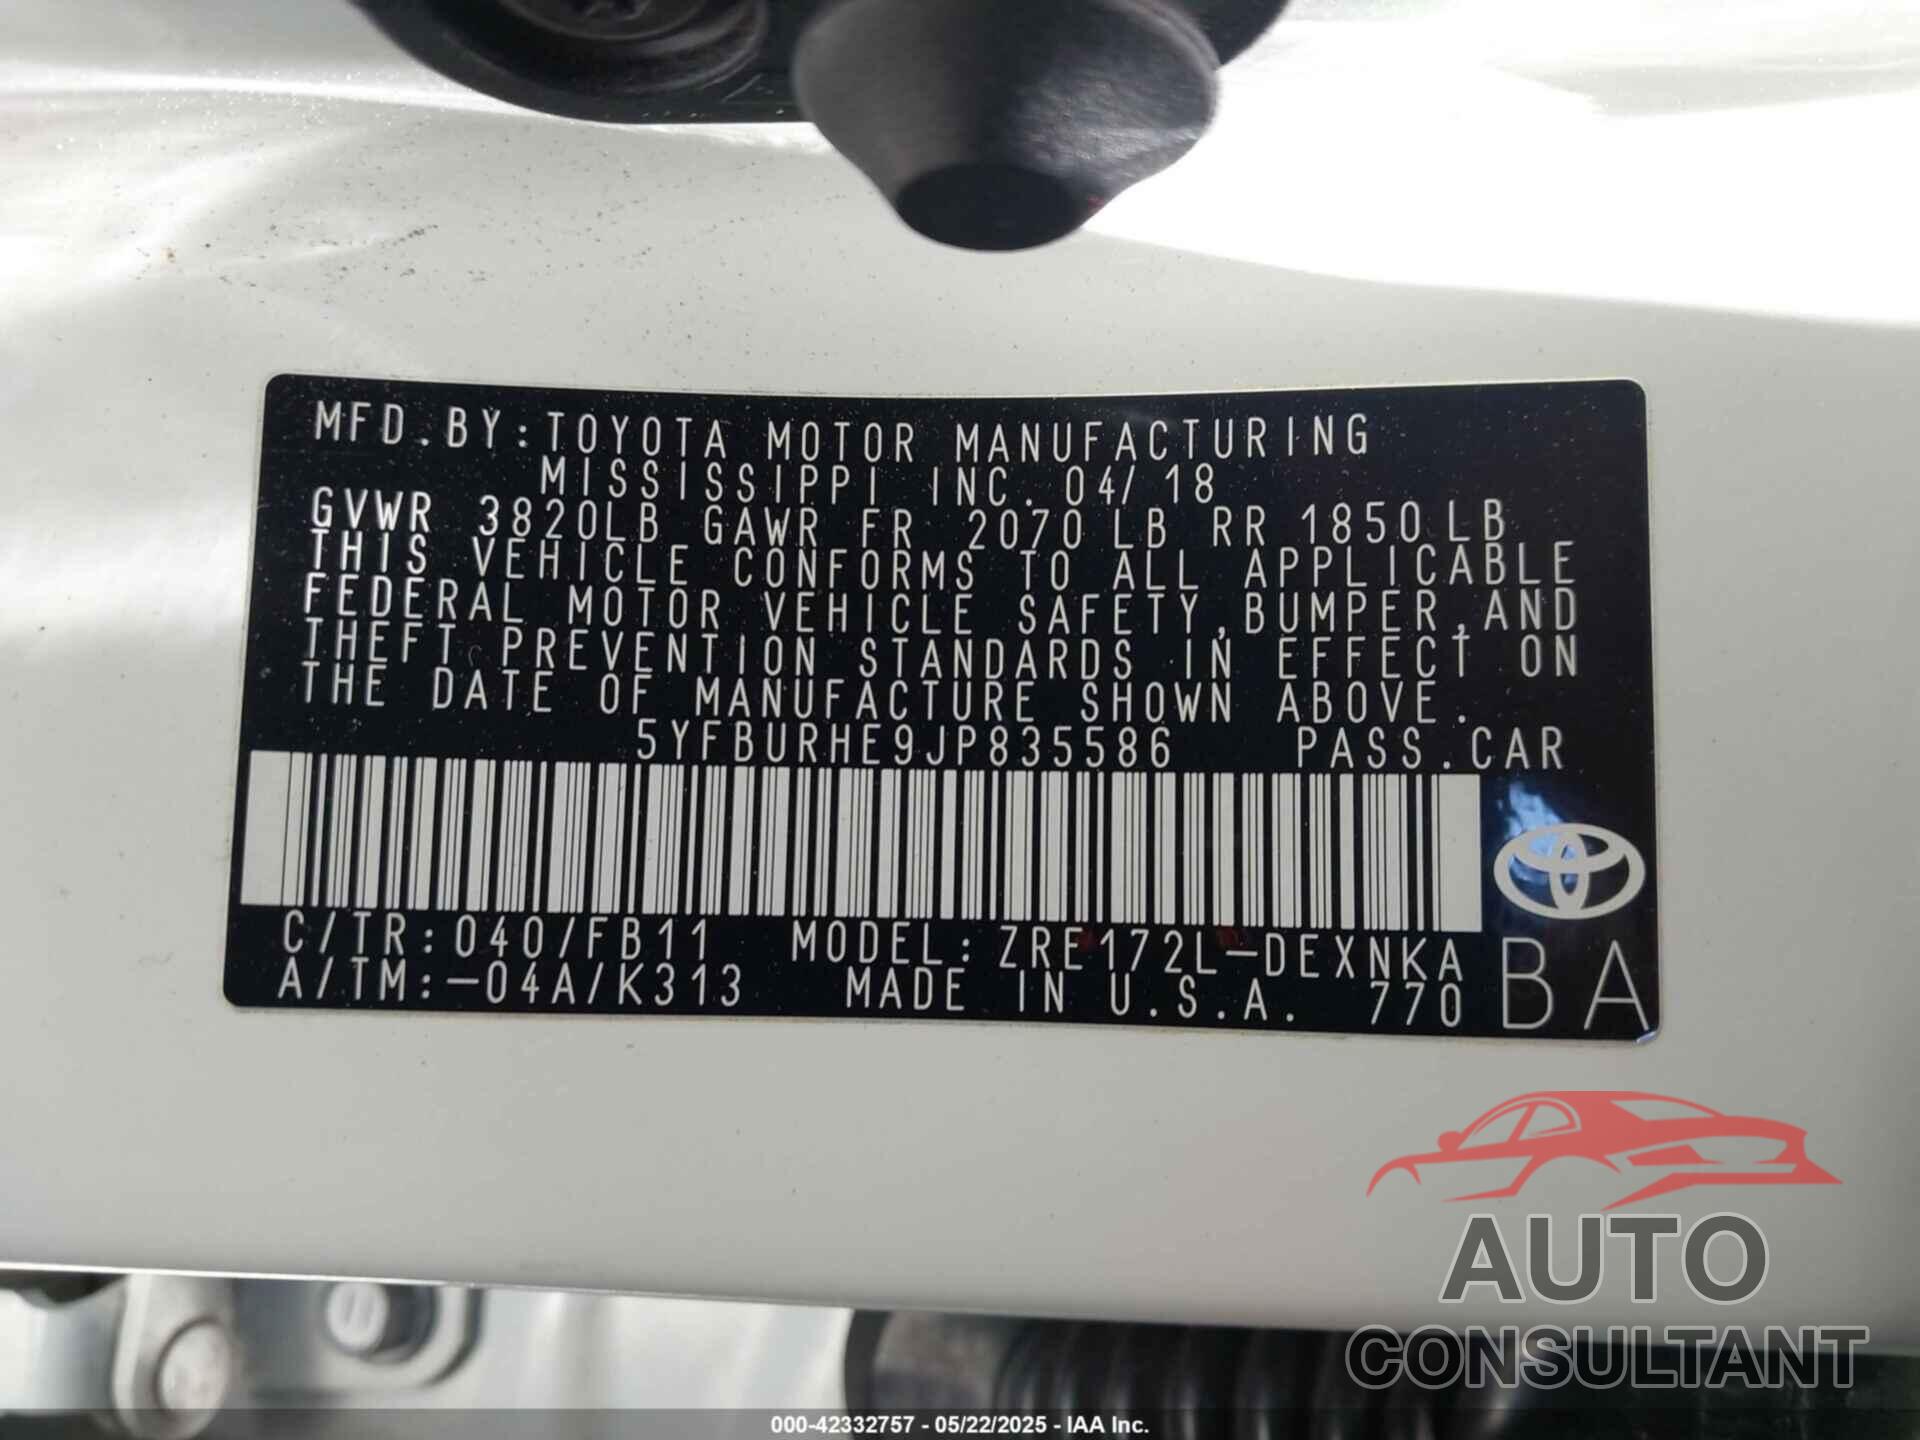 MFD.BY:TOYOTA MOTOR MANUFACTURING
MISSISSIPPI INC. 04/18
GVWR 3820LB GAWR FR 2070LB RR 1850LB
THIS VEHICLE CONFORMS TO ALL APPLICABLE
FEDERAL MOTOR VEHICLE SAFETY,BUMPER,AND
THEFT PREVENTION STANDARDS IN EFFECT ON
THE DATE OF MANUFACTURE SHOWN ABOVE.
5YFBURHE9JP835586 PASS.CAR
C/TR:040/FB11 MODEL:ZRE172L-DEXNKA
A/TM:-04A/K313 MADE IN U.S.A. 770
BA
AUTO
CONSULTANT
000-42332757 - 05/22/2025 - IAA Inc.